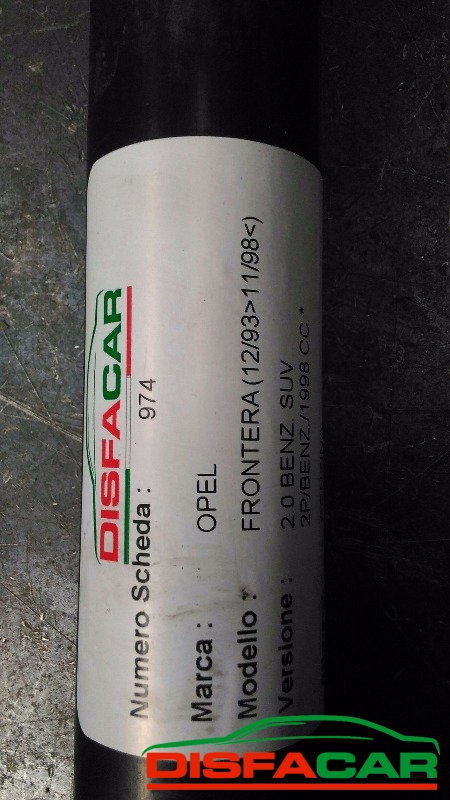 DISFACAR
Numero Scheda : 974
Marca : OPEL
Modello : FRONTERA (12/93>11/98<)
Versione : 2.0 BENZ. SUV
2P/BENZ./1998 CC.*
DISFACAR